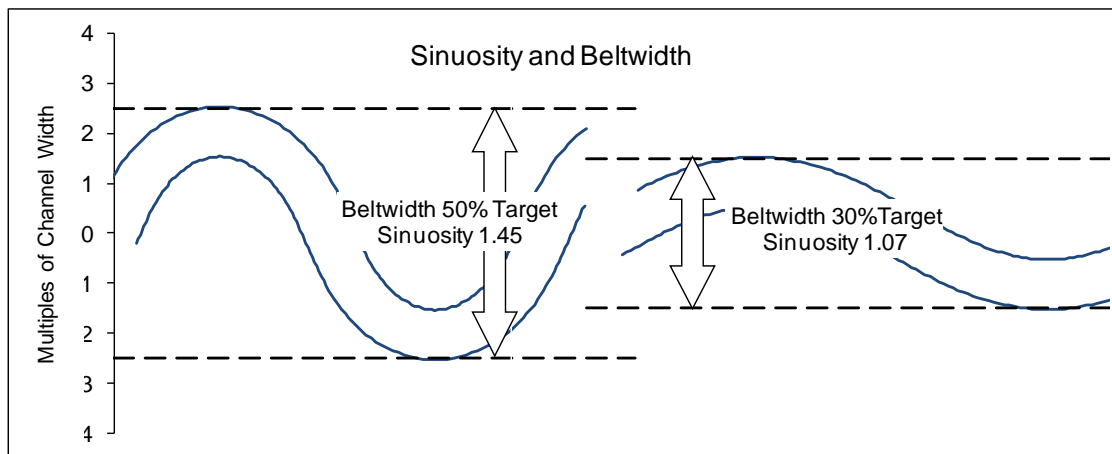 Sinuosity and Beltwidth
Multiples of Channel Width
4
3
2
1
0
1
2
3
4
Beltwidth 50% Target
Sinuosity 1.45
Beltwidth 30%Target
Sinuosity 1.07